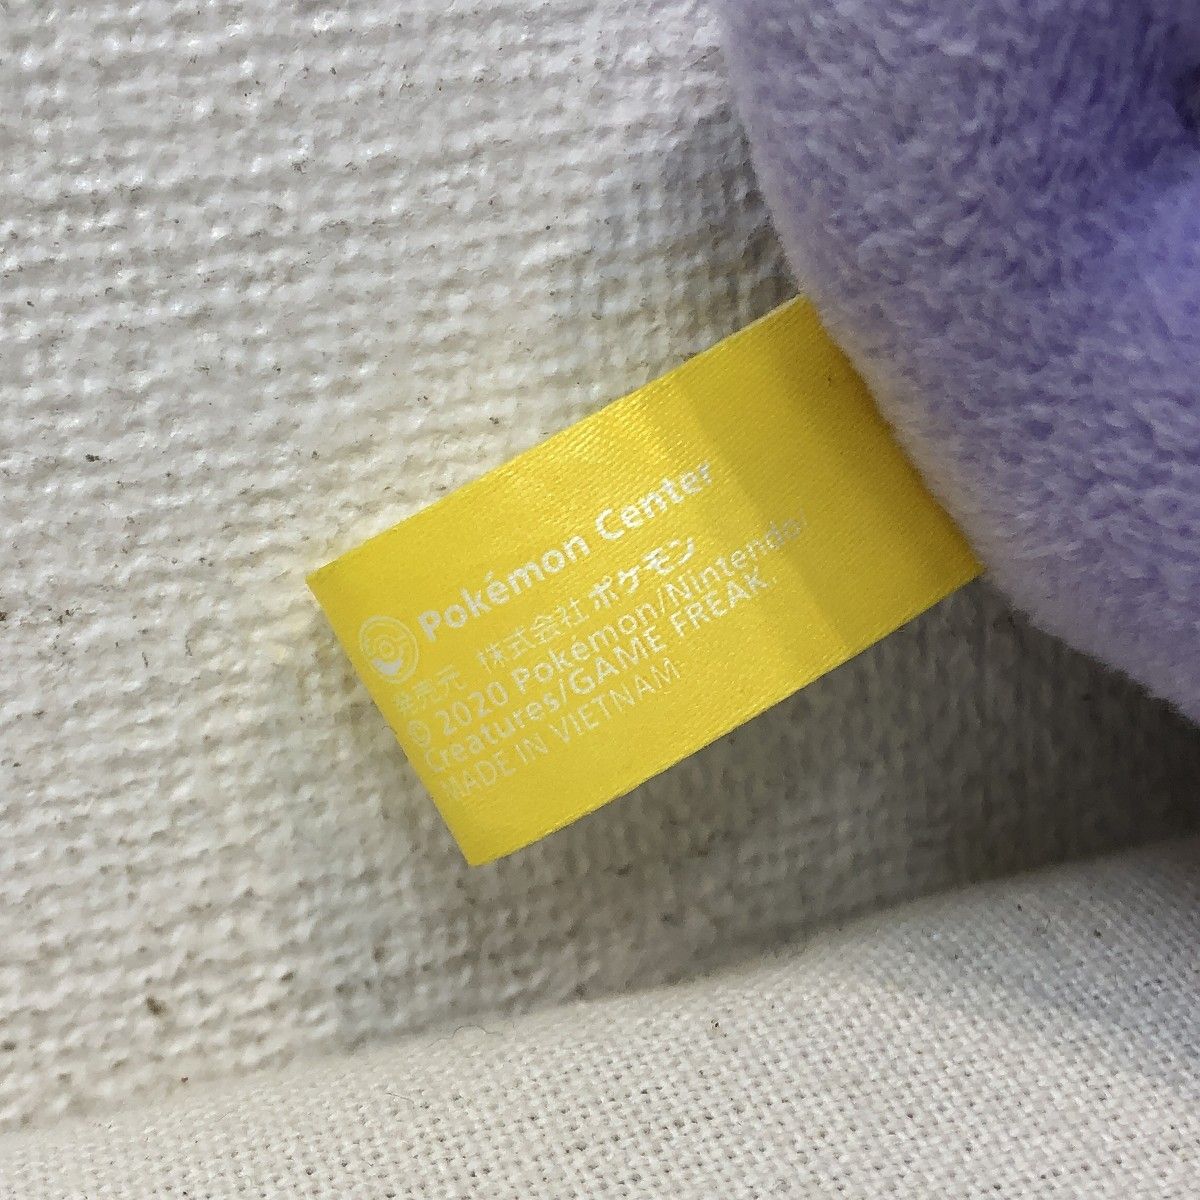 Pokémon Center
発売元 株式会社ポケモン
© 2020 Pokémon/Nintendo/
Creatures/GAME FREAK.
MADE IN VIETNAM